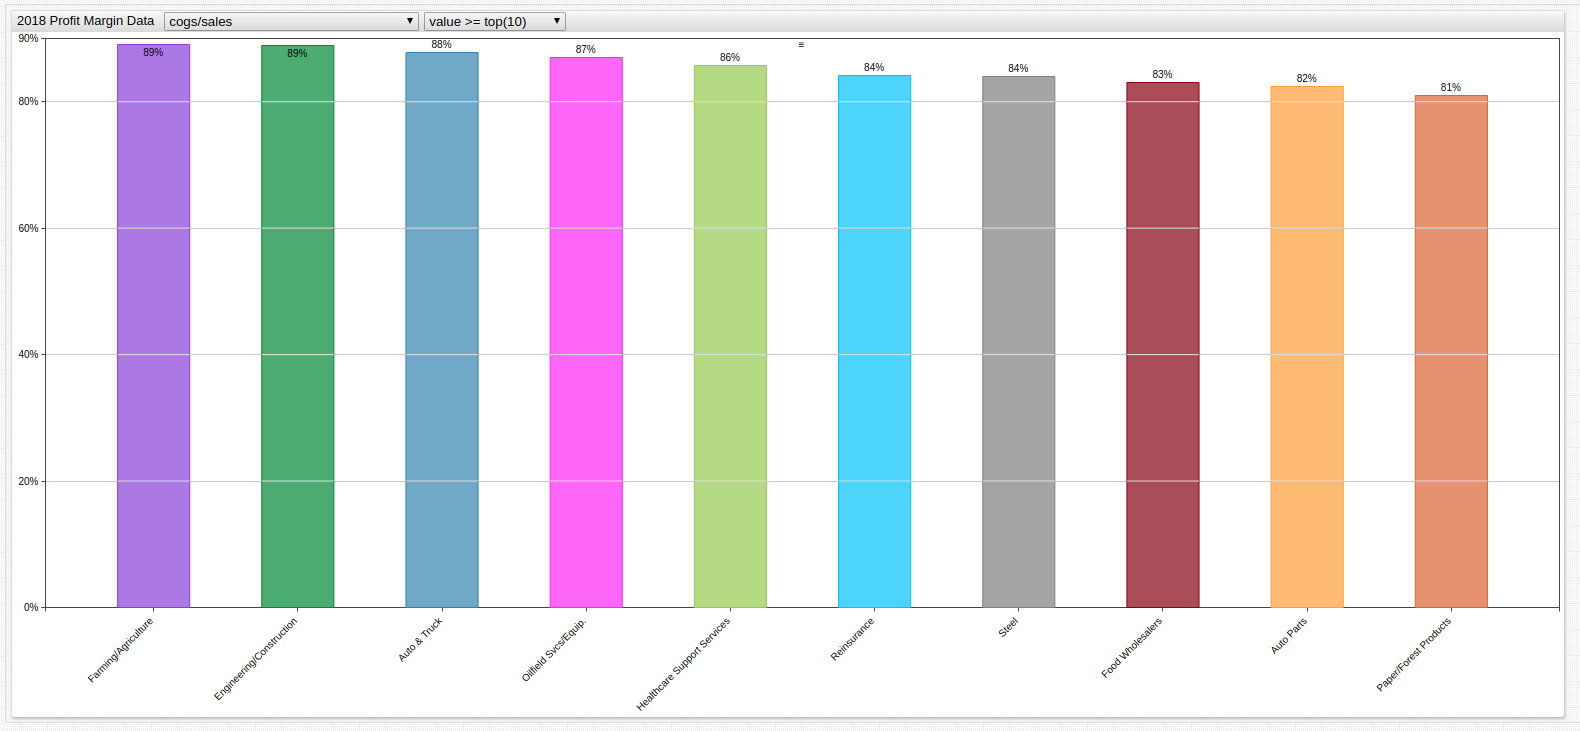 2018 Profit Margin Data cogs/sales value >= top(10)
90%
89% 89% 88% 87% 86% 84% 84% 83% 82% 81%
80%
60%
40%
20%
0%
Farming/Agriculture
Engineering/Construction
Auto & Truck
Oilfield Svcs/Equip.
Healthcare Support Services
Reinsurance
Steel
Food Wholesalers
Auto Parts
Paper/Forest Products